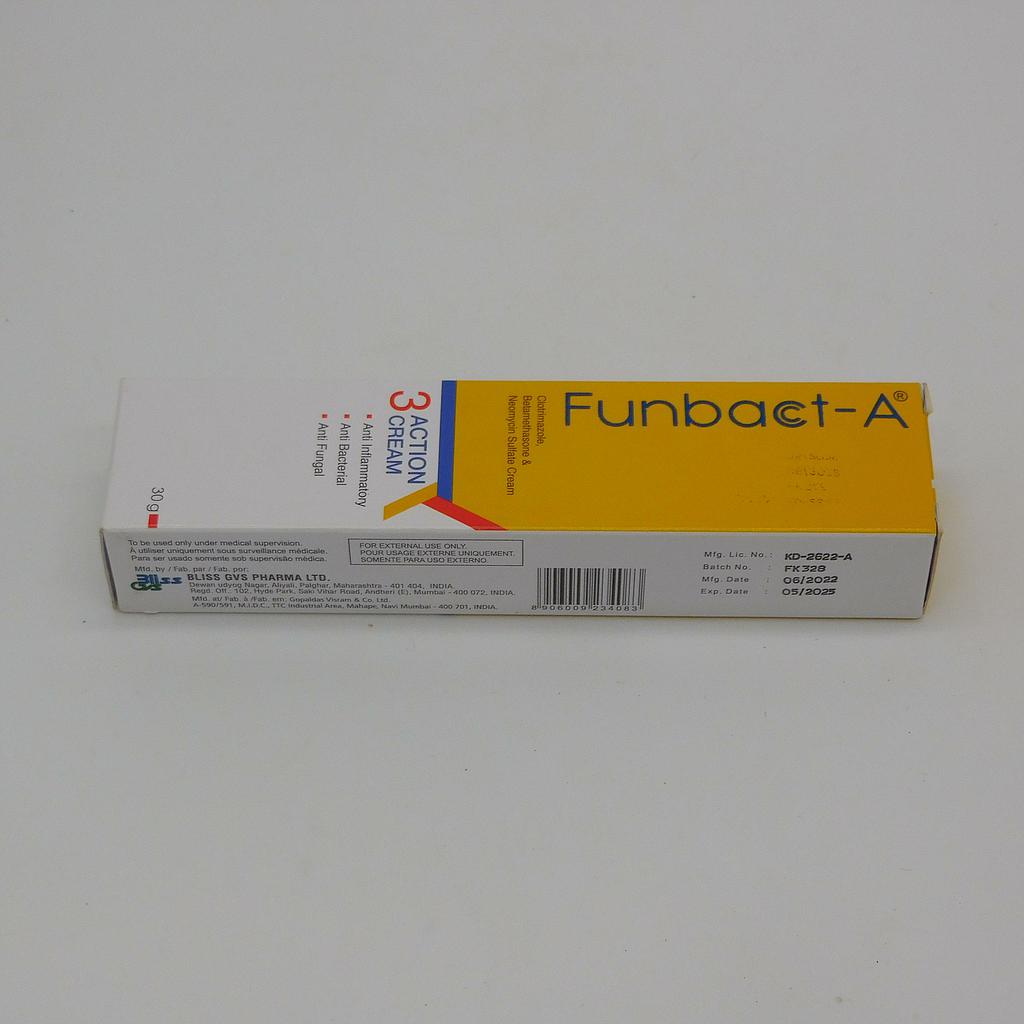 Funbact-A®
Clotrimazole,
Betamethasone &
Neomycin Sulfate Cream
3 ACTION
CREAM
▪ Anti Inflammatory
▪ Anti Bacterial
▪ Anti Fungal
30 g
To be used only under medical supervision.
À utiliser uniquement sous surveillance médicale.
Para ser usado somente sob supervisão médica.
FOR EXTERNAL USE ONLY.
POUR USAGE EXTERNE UNIQUEMENT.
SOMENTE PARA USO EXTERNO.
Mfd. by / Fab. par / Fab. por:
Bliss
GVS
BLISS GVS PHARMA LTD.
Dewan udyog Nagar, Aliyali, Palghar, Maharashtra - 401 404, INDIA.
Regd. Off.: 102, Hyde Park, Saki Vihar Road, Andheri (E), Mumbai - 400 072, INDIA.
Mfd. at/ Fab. à /Fab. em: Gopaldas Visram & Co. Ltd.
A-590/591, M.I.D.C., TTC Industrial Area, Mahape, Navi Mumbai - 400 701, INDIA.
8 906009 234083
Mfg. Lic. No.: KD-2622-A
Batch No. : FK328
Mfg. Date : 06/2022
Exp. Date : 05/2025